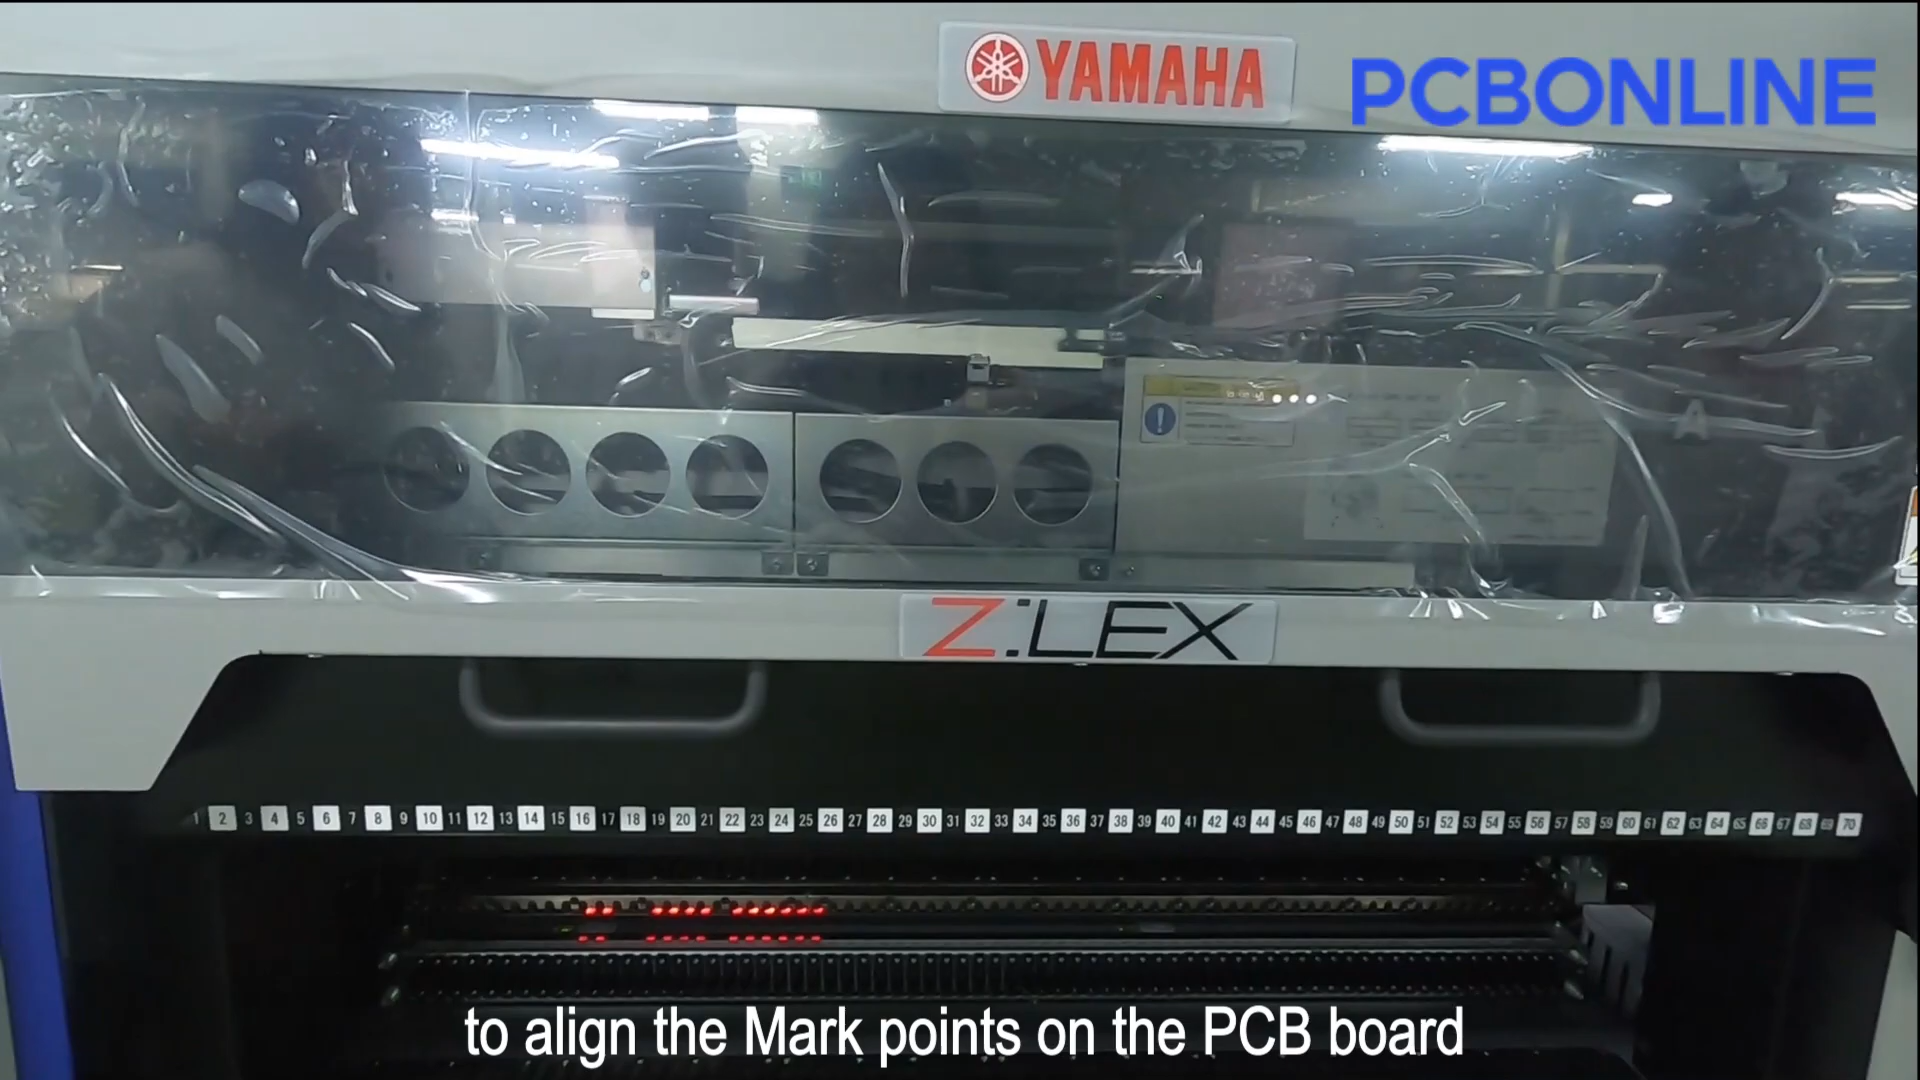 YAMAHA
PCBONLINE
A
Z:LEX
1 2 3 4 5 6 7 8 9 10 11 12 13 14 15 16 17 18 19 20 21 22 23 24 25 26 27 28 29 30 31 32 33 34 35 36 37 38 39 40 41 42 43 44 45 46 47 48 49 50 51 52 53 54 55 56 57 58 59 60 61 62 63 64 65 66 67 68 69 70
to align the Mark points on the PCB board